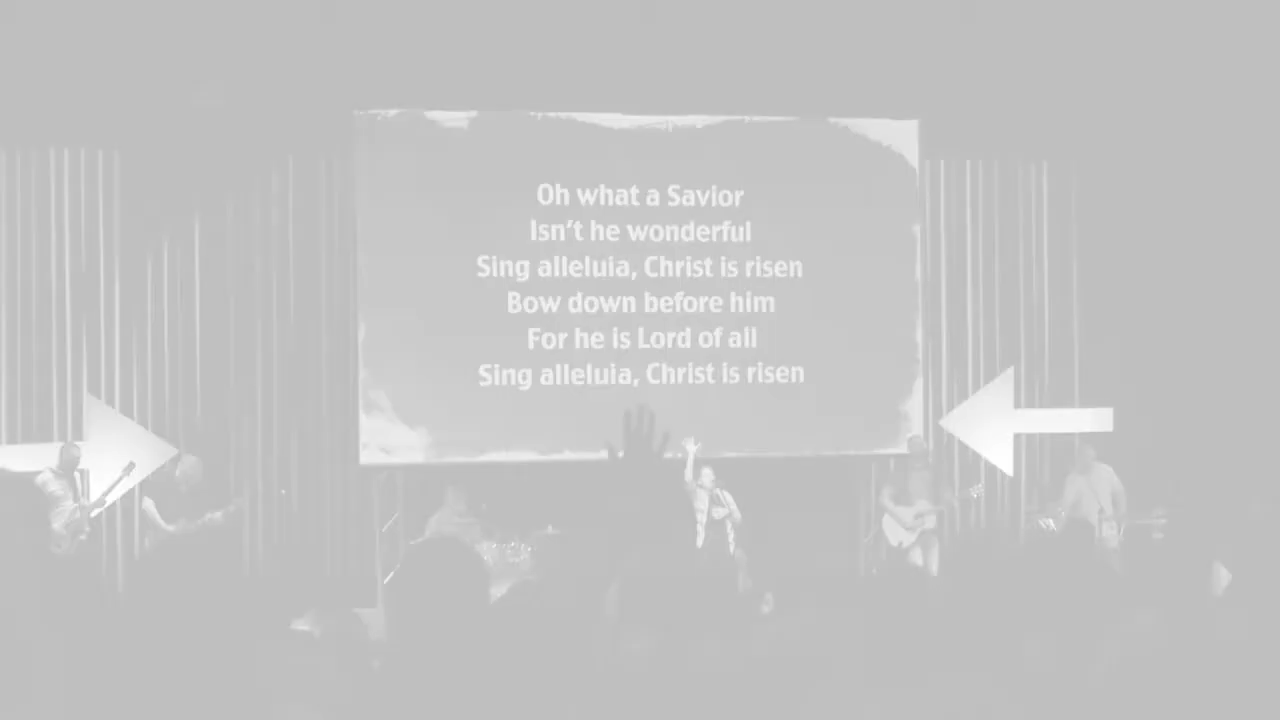 Oh what a Savior
Isn't he wonderful
Sing alleluia, Christ is risen
Bow down before him
For he is Lord of all
Sing alleluia, Christ is risen